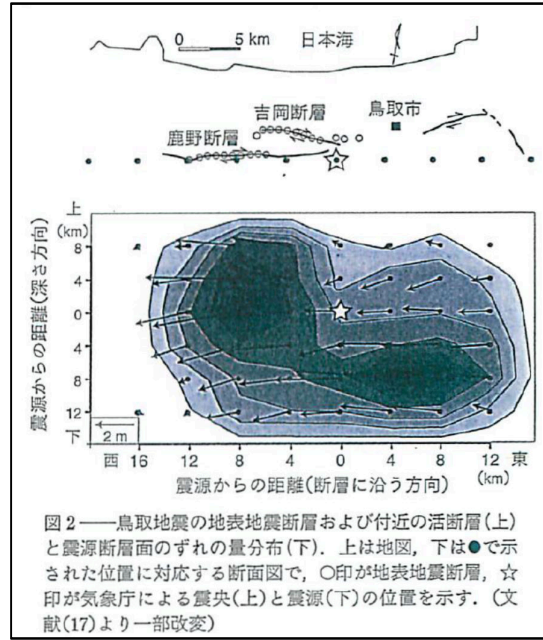 0 5 km 日本海
吉岡断層 鳥取市
鹿野断層
上
(km)
8
4
0
4
8
12
下
震源からの距離(深さ方向)
2 m
西 16 12 8 4 0 4 8 12 東
(km)
震源からの距離(断層に沿う方向)
図2——鳥取地震の地表地震断層および付近の活断層(上)
と震源断層面のずれの量分布(下). 上は地図, 下は●で示
された位置に対応する断面図で, ○印が地表地震断層, ☆
印が気象庁による震央(上)と震源(下)の位置を示す. (文
献(17)より一部改変)